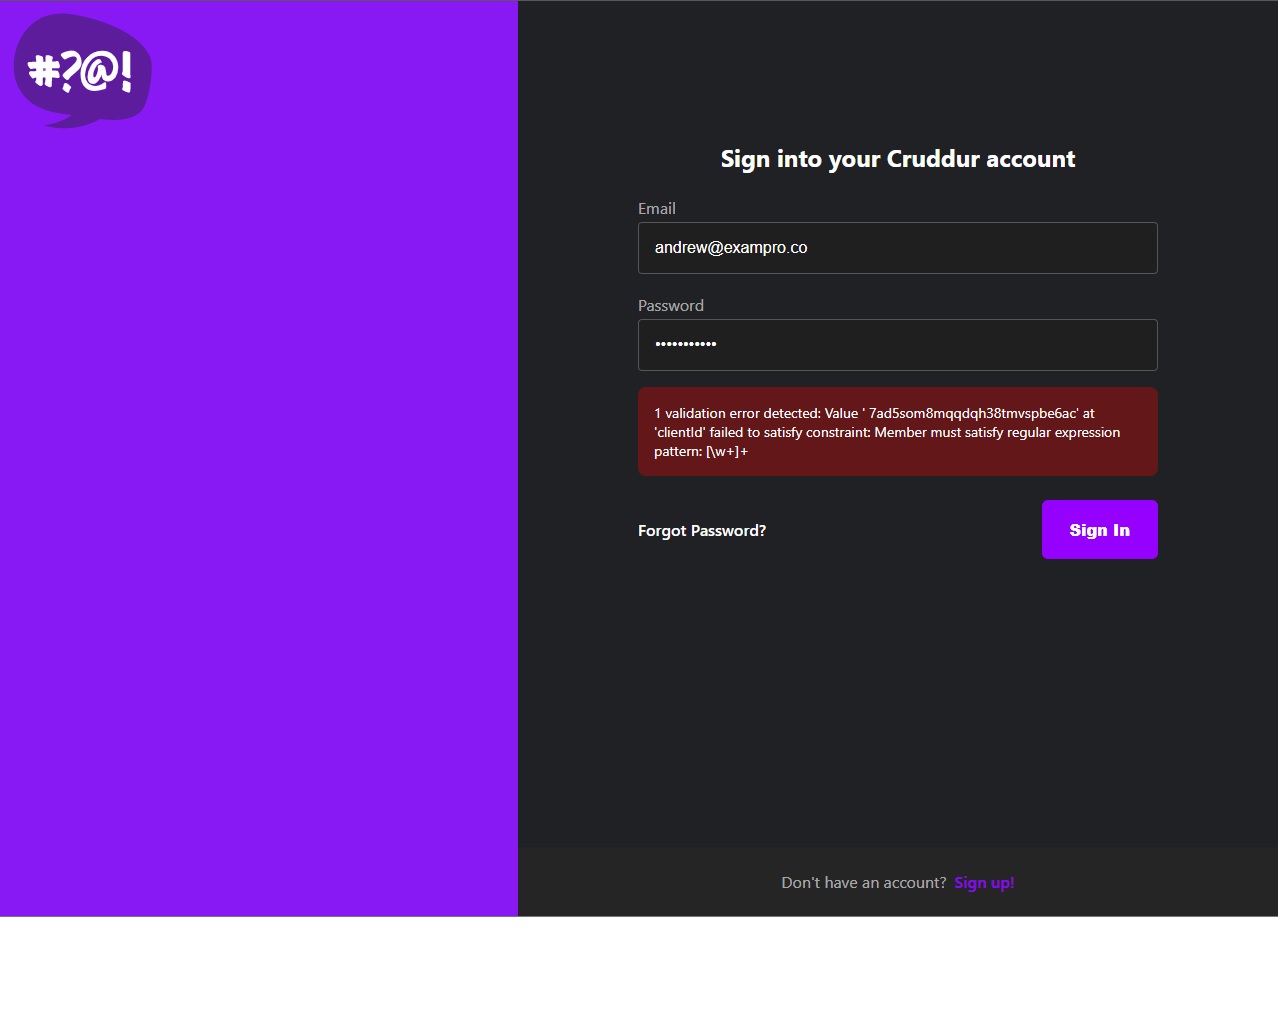 #?@!
Sign into your Cruddur account
Email
andrew@exampro.co
Password
•••••••••••
1 validation error detected: Value ' 7ad5som8mqqdqh38tmvspbe6ac' at
'clientId' failed to satisfy constraint: Member must satisfy regular expression
pattern: [\w+]+
Forgot Password?
Sign In
Don't have an account? Sign up!